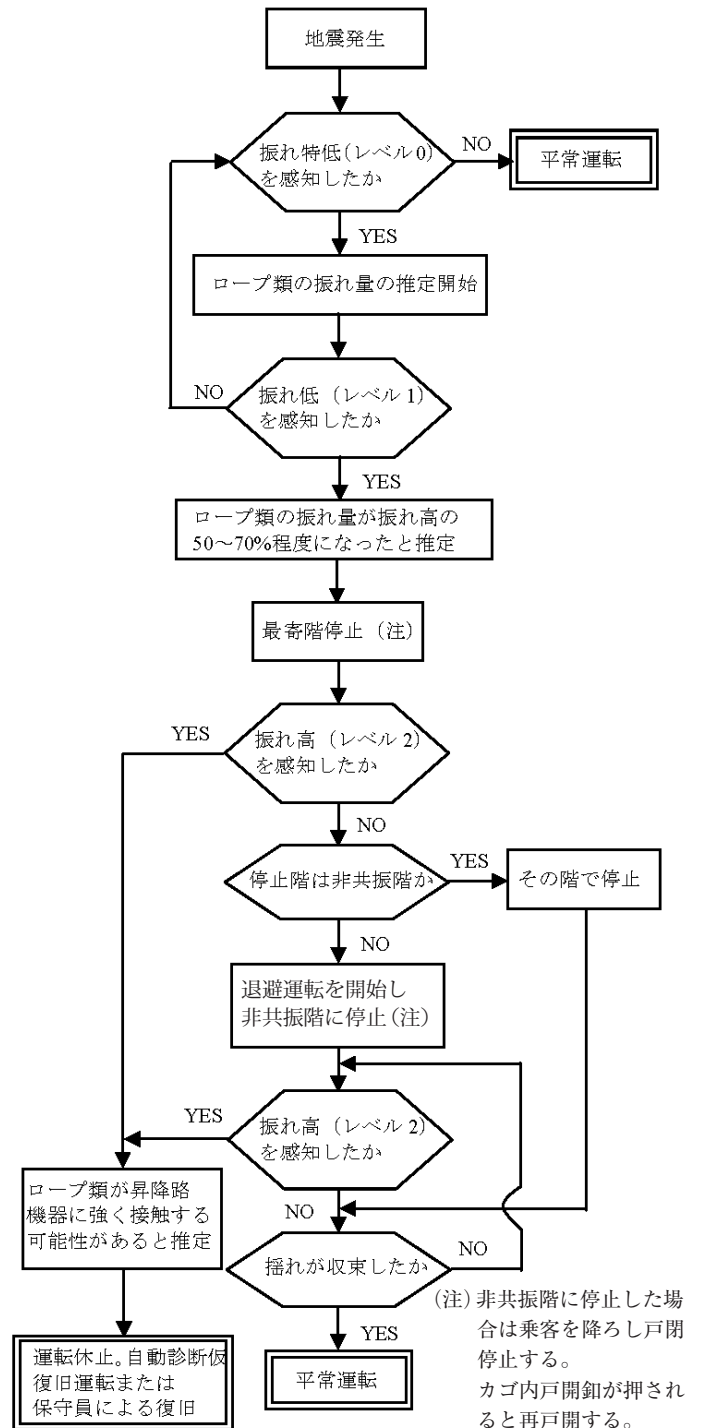 地震発生
振れ特低(レベル0)
を感知したか
NO
平常運転
YES
ロープ類の振れ量の推定開始
NO
振れ低（レベル1)
を感知したか
YES
ロープ類の振れ量が振れ高の
50～70%程度になったと推定
最寄階停止（注）
YES
振れ高（レベル2)
を感知したか
NO
停止階は非共振階か
YES
その階で停止
NO
退避運転を開始し
非共振階に停止(注)
YES
振れ高（レベル2)
を感知したか
NO
ロープ類が昇降路
機器に強く接触する
可能性があると推定
揺れが収束したか
NO
YES
運転休止。自動診断仮
復旧運転または
保守員による復旧
平常運転
(注)非共振階に停止した場
合は乗客を降ろし戸閉
停止する。
カゴ内戸開釦が押され
ると再戸開する。